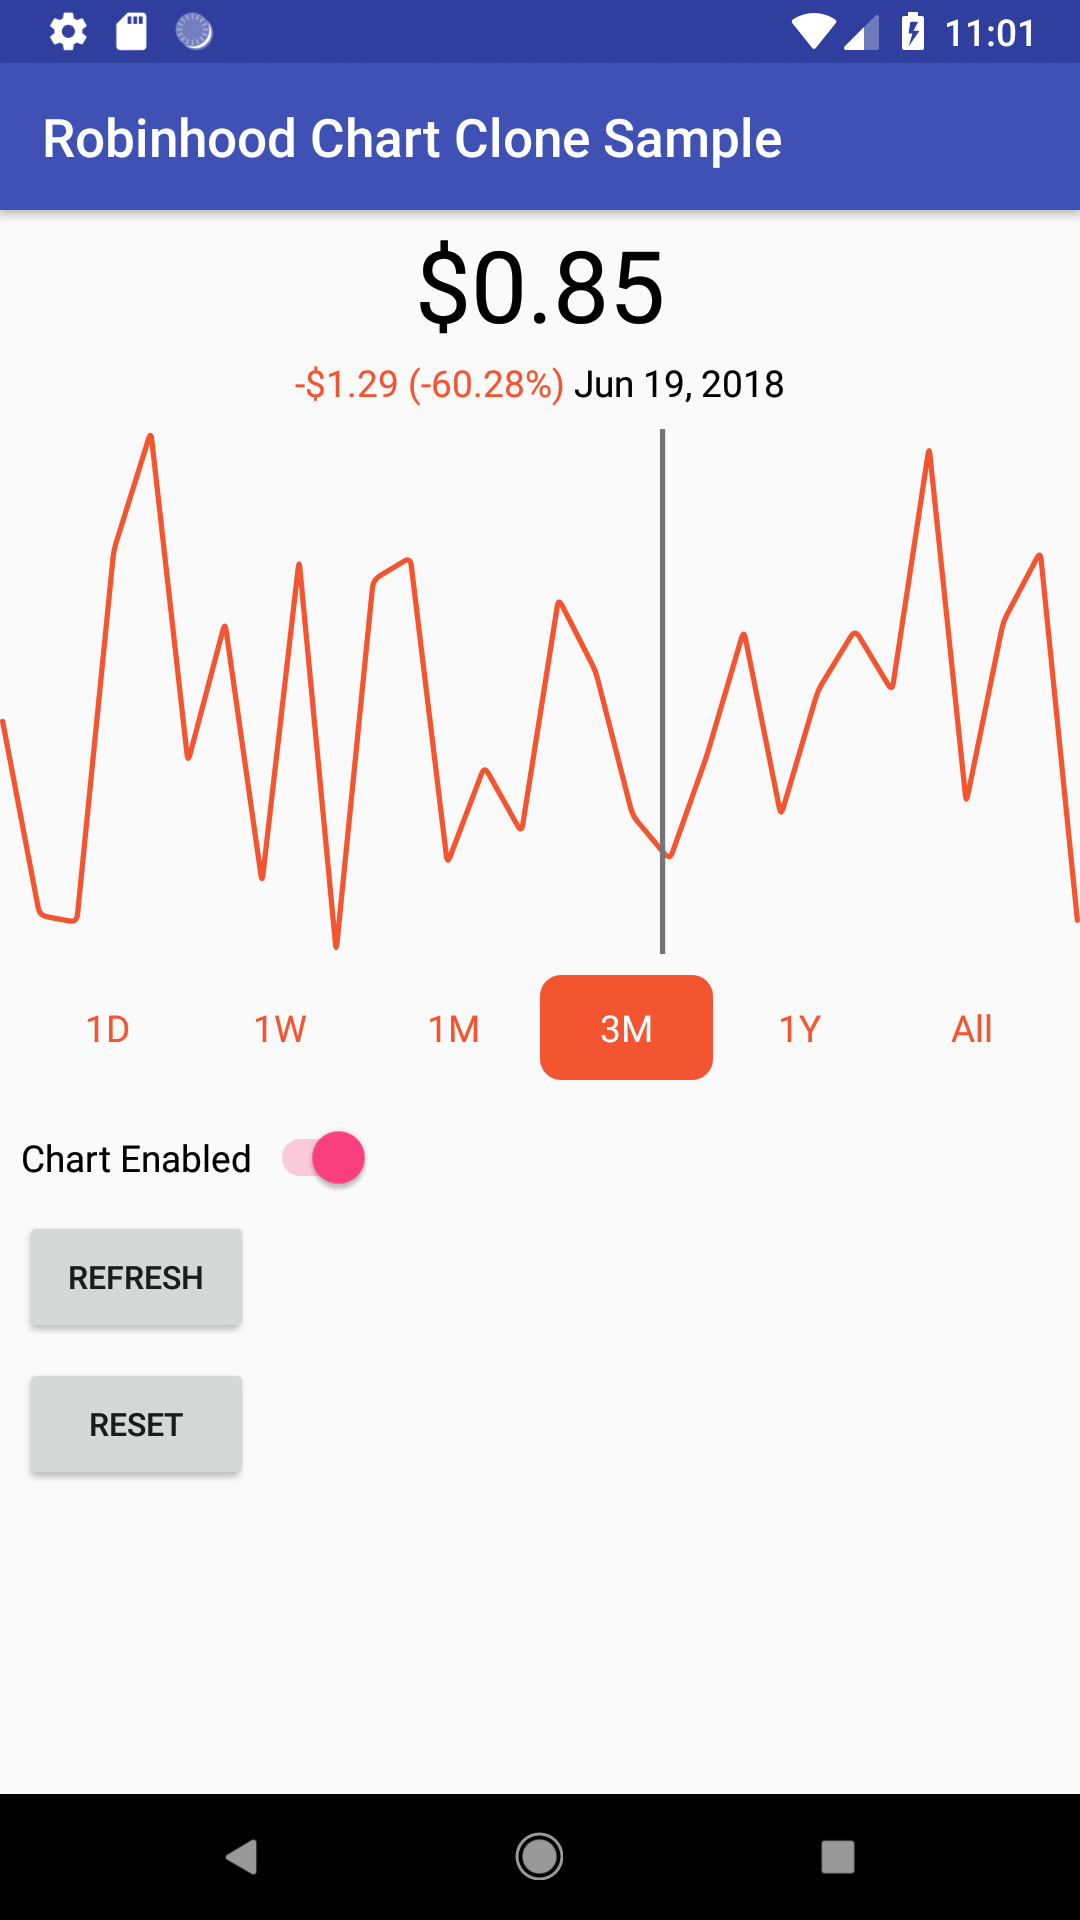 11:01
Robinhood Chart Clone Sample
$0.85
-$1.29 (-60.28%) Jun 19, 2018
1D 1W 1M 3M 1Y All
Chart Enabled
REFRESH
RESET